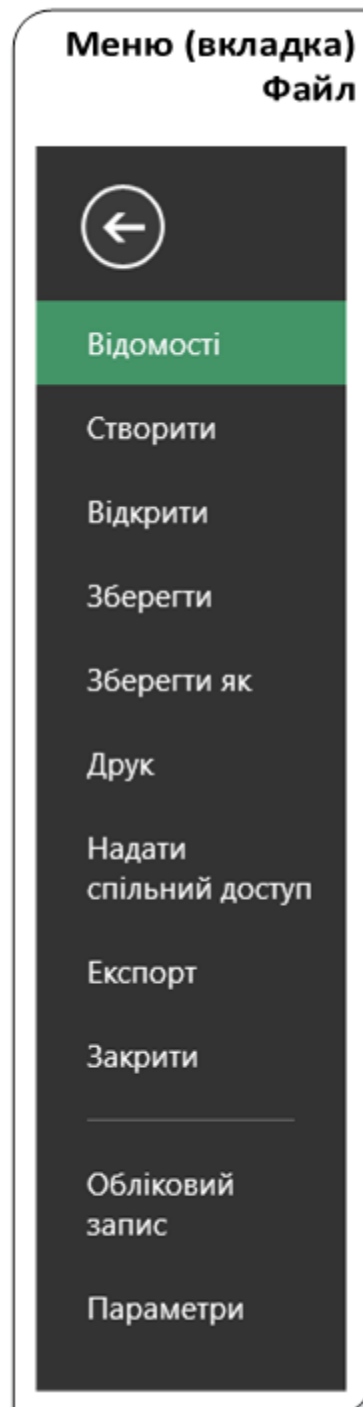 Меню (вкладка)
Файл
Відомості
Створити
Відкрити
Зберегти
Зберегти як
Друк
Надати
спільний доступ
Експорт
Закрити
Обліковий
запис
Параметри